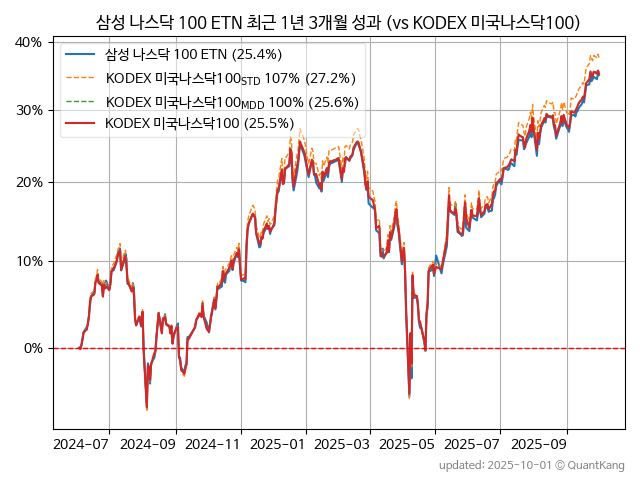 삼성 나스닥 100 ETN 최근 1년 3개월 성과 (vs KODEX 미국나스닥100)
삼성 나스닥 100 ETN (25.4%)
KODEX 미국나스닥100STD 107% (27.2%)
KODEX 미국나스닥100MDD 100% (25.6%)
KODEX 미국나스닥100 (25.5%)
40%
30%
20%
10%
0%
2024-07 2024-09 2024-11 2025-01 2025-03 2025-05 2025-07 2025-09
updated: 2025-10-01 © QuantKang